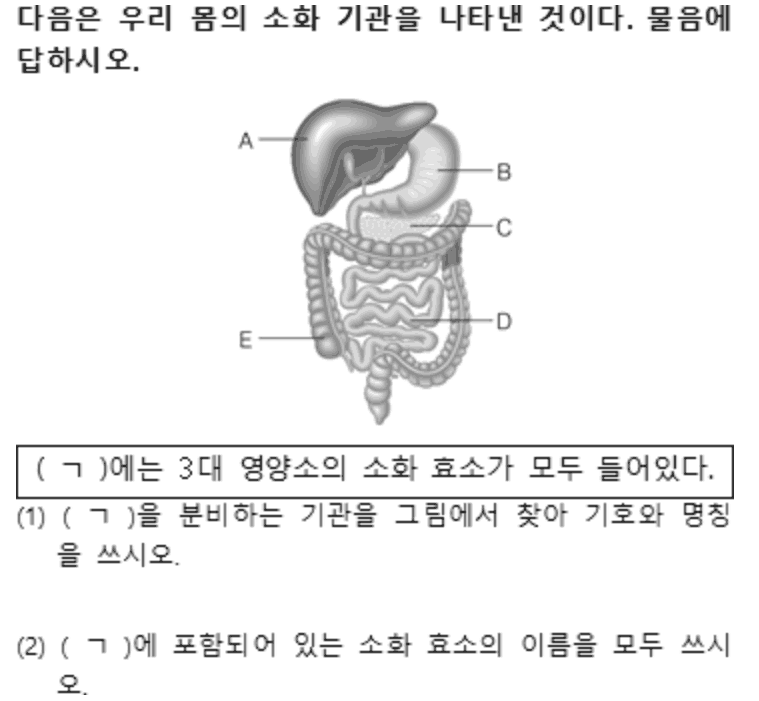 다음은 우리 몸의 소화 기관을 나타낸 것이다. 물음에
답하시오.
A
B
C
D
E
( ㄱ )에는 3대 영양소의 소화 효소가 모두 들어있다.
(1) ( ㄱ )을 분비하는 기관을 그림에서 찾아 기호와 명칭
을 쓰시오.
(2) ( ㄱ )에 포함되어 있는 소화 효소의 이름을 모두 쓰시
오.